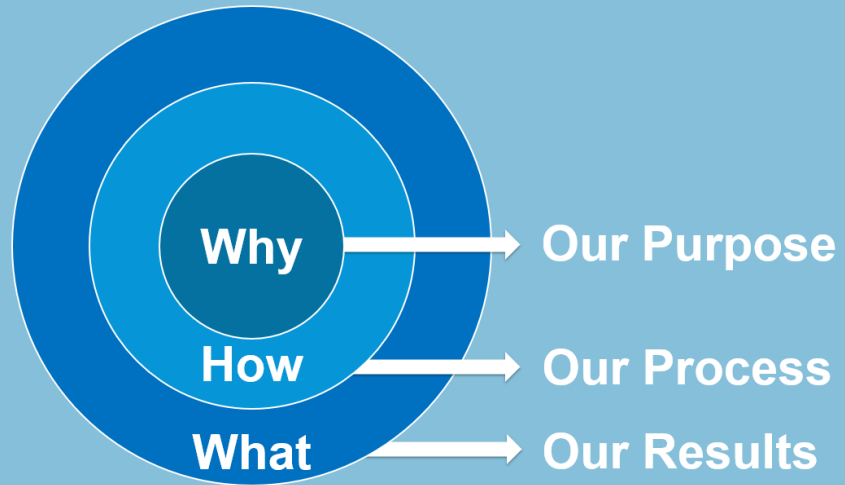 Why
Our Purpose
How
Our Process
What
Our Results